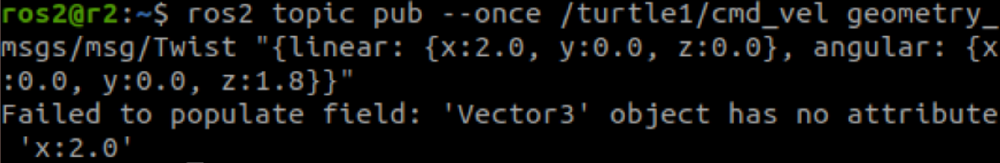 ros2@r2:~$ ros2 topic pub --once /turtle1/cmd_vel geometry_
msgs/msg/Twist "{linear: {x:2.0, y:0.0, z:0.0}, angular: {x
:0.0, y:0.0, z:1.8}}"
Failed to populate field: 'Vector3' object has no attribute
 'x:2.0'